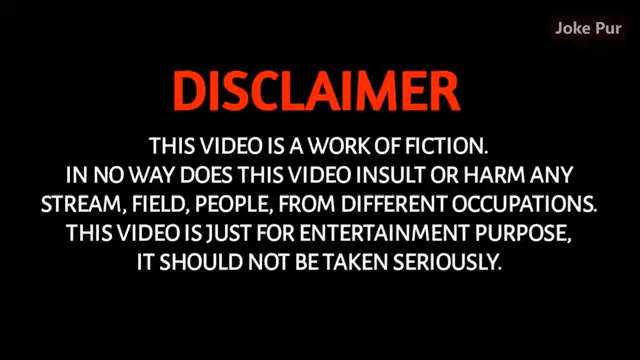 Joke Pur
DISCLAIMER
THIS VIDEO IS A WORK OF FICTION.
IN NO WAY DOES THIS VIDEO INSULT OR HARM ANY
STREAM, FIELD, PEOPLE, FROM DIFFERENT OCCUPATIONS.
THIS VIDEO IS JUST FOR ENTERTAINMENT PURPOSE,
IT SHOULD NOT BE TAKEN SERIOUSLY.